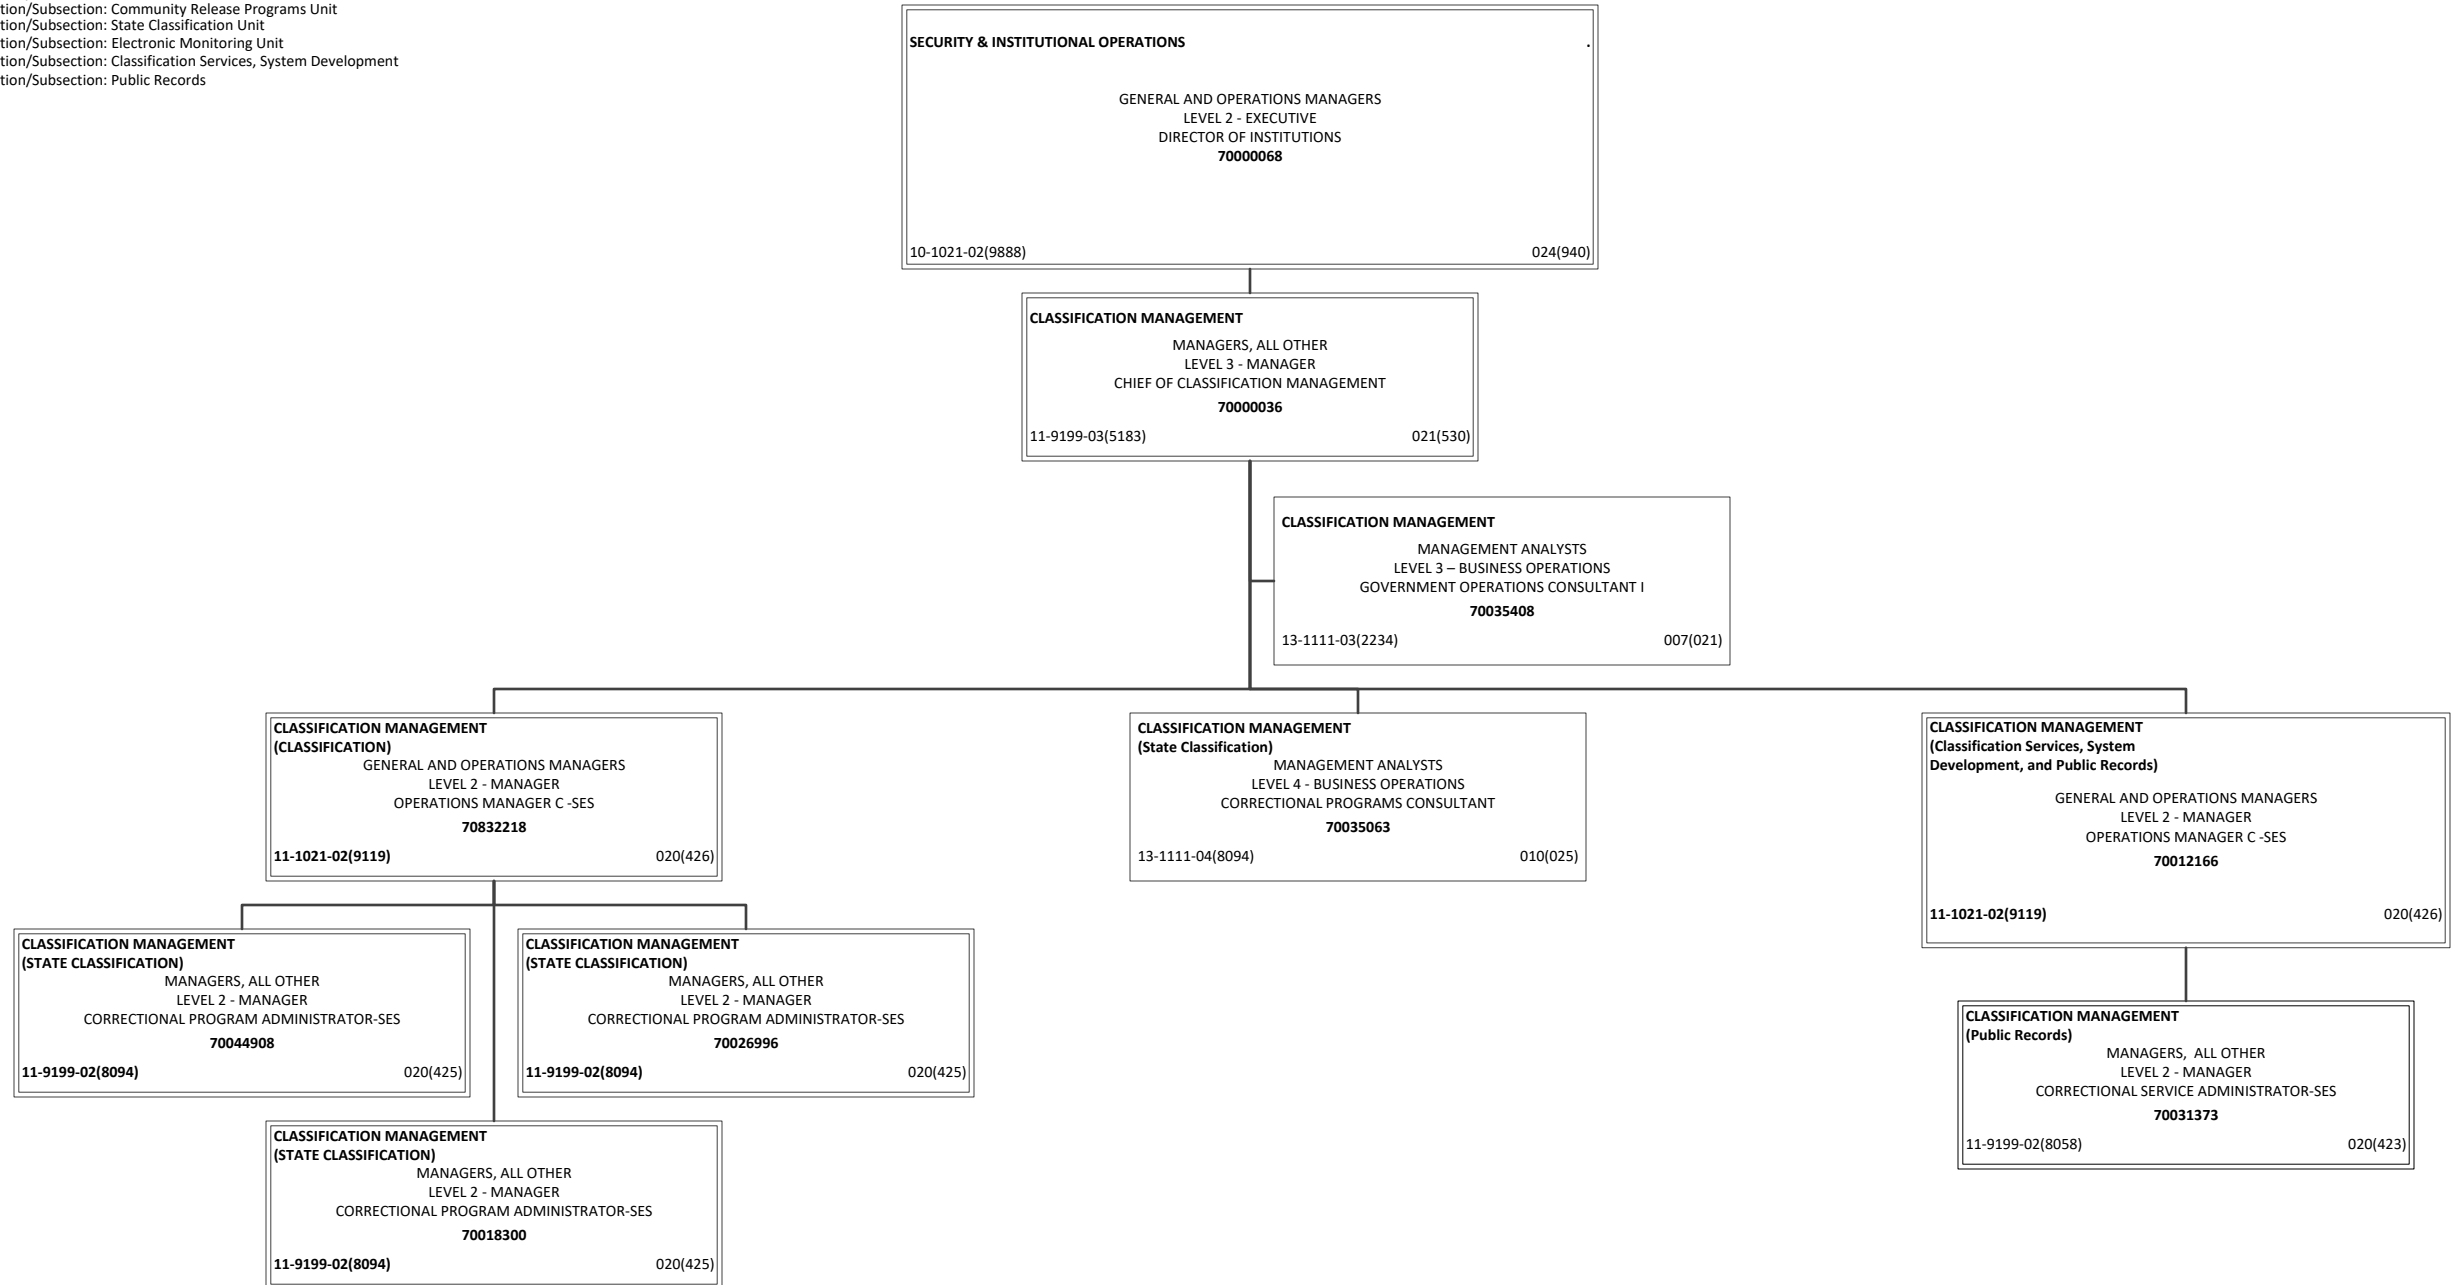 tion/Subsection: Community Release Programs Unit
tion/Subsection: State Classification Unit
tion/Subsection: Electronic Monitoring Unit
tion/Subsection: Classification Services, System Development
tion/Subsection: Public Records
SECURITY & INSTITUTIONAL OPERATIONS .
GENERAL AND OPERATIONS MANAGERS
LEVEL 2 - EXECUTIVE
DIRECTOR OF INSTITUTIONS
70000068
10-1021-02(9888) 024(940)
CLASSIFICATION MANAGEMENT
MANAGERS, ALL OTHER
LEVEL 3 - MANAGER
CHIEF OF CLASSIFICATION MANAGEMENT
70000036
11-9199-03(5183) 021(530)
CLASSIFICATION MANAGEMENT
MANAGEMENT ANALYSTS
LEVEL 3 – BUSINESS OPERATIONS
GOVERNMENT OPERATIONS CONSULTANT I
70035408
13-1111-03(2234) 007(021)
CLASSIFICATION MANAGEMENT
(CLASSIFICATION)
GENERAL AND OPERATIONS MANAGERS
LEVEL 2 - MANAGER
OPERATIONS MANAGER C -SES
70832218
11-1021-02(9119) 020(426)
CLASSIFICATION MANAGEMENT
(State Classification)
MANAGEMENT ANALYSTS
LEVEL 4 - BUSINESS OPERATIONS
CORRECTIONAL PROGRAMS CONSULTANT
70035063
13-1111-04(8094) 010(025)
CLASSIFICATION MANAGEMENT
(Classification Services, System
Development, and Public Records)
GENERAL AND OPERATIONS MANAGERS
LEVEL 2 - MANAGER
OPERATIONS MANAGER C -SES
70012166
11-1021-02(9119) 020(426)
CLASSIFICATION MANAGEMENT
(STATE CLASSIFICATION)
MANAGERS, ALL OTHER
LEVEL 2 - MANAGER
CORRECTIONAL PROGRAM ADMINISTRATOR-SES
70044908
11-9199-02(8094) 020(425)
CLASSIFICATION MANAGEMENT
(STATE CLASSIFICATION)
MANAGERS, ALL OTHER
LEVEL 2 - MANAGER
CORRECTIONAL PROGRAM ADMINISTRATOR-SES
70026996
11-9199-02(8094) 020(425)
CLASSIFICATION MANAGEMENT
(Public Records)
MANAGERS,  ALL OTHER
LEVEL 2 - MANAGER
CORRECTIONAL SERVICE ADMINISTRATOR-SES
70031373
11-9199-02(8058) 020(423)
CLASSIFICATION MANAGEMENT
(STATE CLASSIFICATION)
MANAGERS, ALL OTHER
LEVEL 2 - MANAGER
CORRECTIONAL PROGRAM ADMINISTRATOR-SES
70018300
11-9199-02(8094) 020(425)